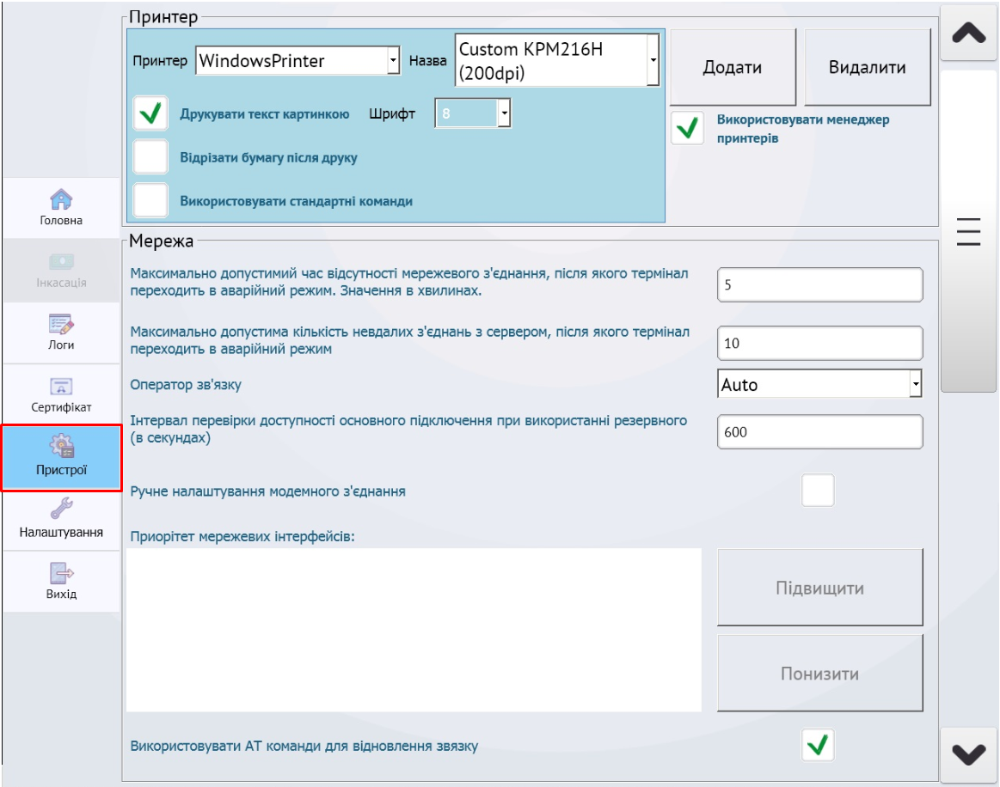 Принтер
Принтер WindowsPrinter Назва Custom KPM216H
(200dpi)
Додати Видалити
Друкувати текст картинкою Шрифт 8
Використовувати менеджер
принтерів
Відрізати бумагу після друку
Використовувати стандартні команди
Головна
Інкасація
Логи
Сертифікат
Пристрої
Налаштування
Вихід
Мережа
Максимально допустимий час відсутності мережевого з'єднання, після якого термінал
переходить в аварійний режим. Значення в хвилинах.
5
Максимально допустима кількість невдалих з'єднань з сервером, після якого термінал
переходить в аварійний режим
10
Оператор зв'язку Auto
Інтервал перевірки доступності основного підключення при використанні резервного
(в секундах)
600
Ручне налаштування модемного з'єднання
Приорітет мережевих інтерфейсів:
Підвищити
Понизити
Використовувати АТ команди для відновлення звязку